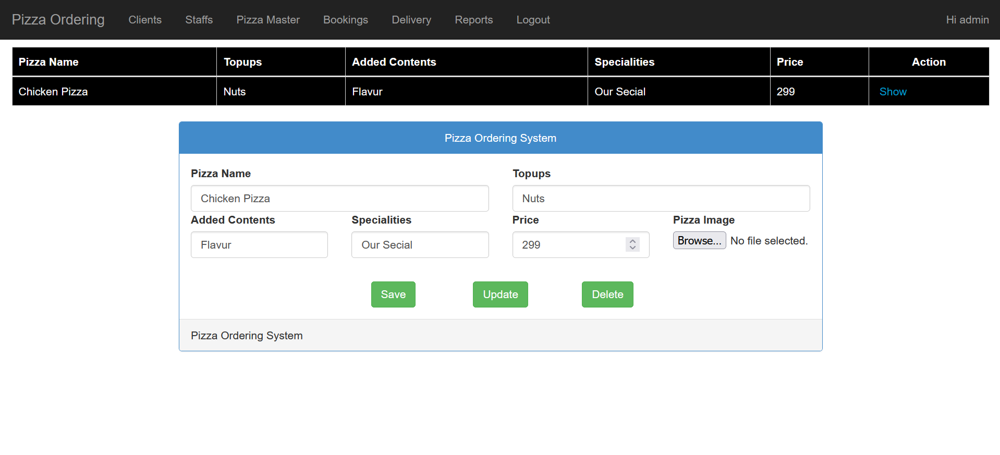 Pizza Ordering Clients Staffs Pizza Master Bookings Delivery Reports Logout Hi admin
Pizza Name Topups Added Contents Specialities Price Action
Chicken Pizza Nuts Flavur Our Secial 299 Show
Pizza Ordering System
Pizza Name Topups
Chicken Pizza Nuts
Added Contents Specialities Price Pizza Image
Flavur Our Secial 299 Browse... No file selected.
Save Update Delete
Pizza Ordering System